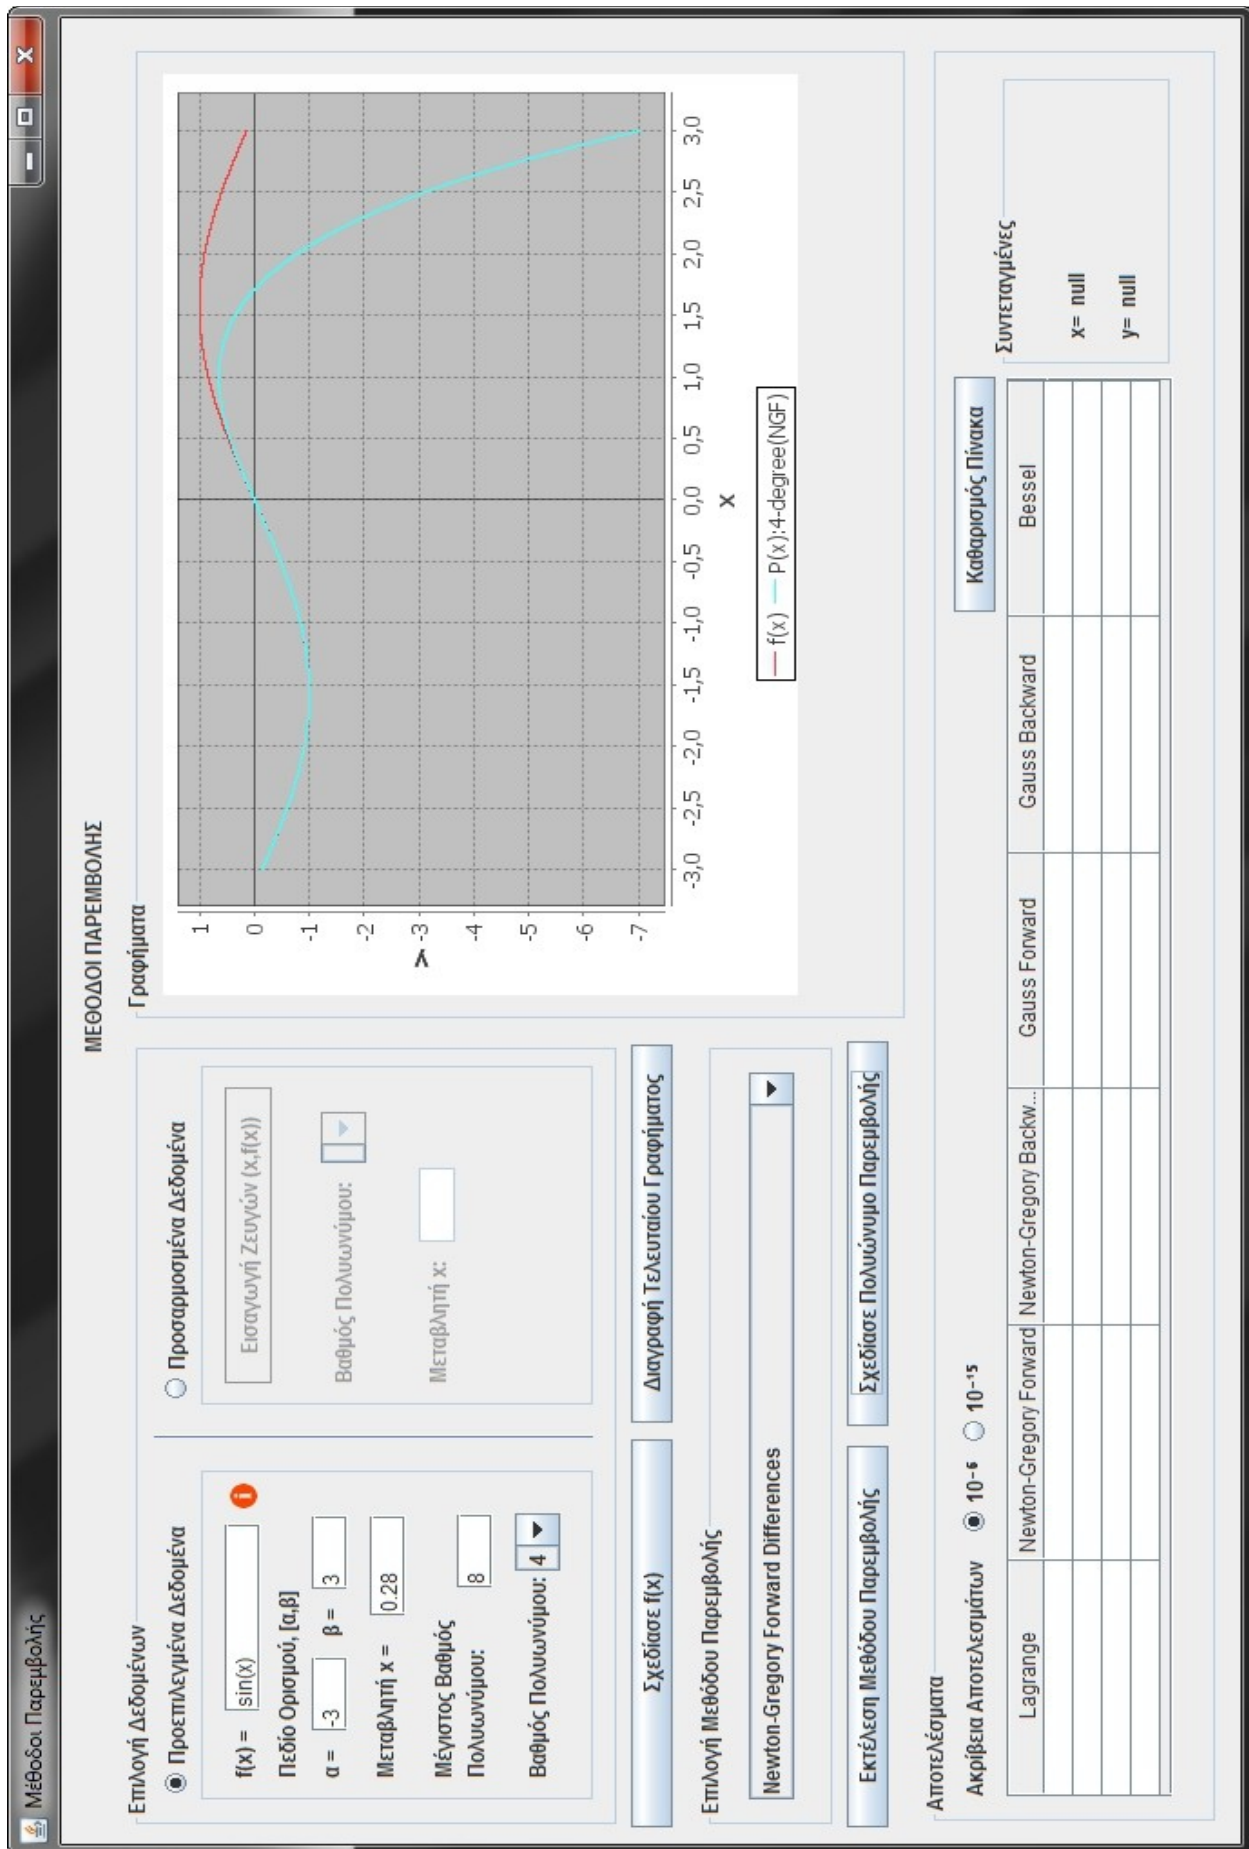 Μέθοδοι Παρεμβολής
ΜΕΘΟΔΟΙ ΠΑΡΕΜΒΟΛΗΣ
Επιλογή Δεδομένων
Προεπιλεγμένα Δεδομένα
Προσαρμοσμένα Δεδομένα
f(x) = sin(x)
Πεδίο Ορισμού, [α,β]
α = -3 β = 3
Μεταβλητή x = 0.28
Μέγιστος Βαθμός
Πολυωνύμου: 8
Βαθμός Πολυωνύμου: 4
Εισαγωγή Ζευγών (x,f(x))
Βαθμός Πολυωνύμου:
Μεταβλητή x:
Σχεδίασε f(x)
Διαγραφή Τελευταίου Γραφήματος
Επιλογή Μεθόδου Παρεμβολής
Newton-Gregory Forward Differences
Εκτέλεση Μεθόδου Παρεμβολής
Σχεδίασε Πολυώνυμο Παρεμβολής
Γραφήματα
1
0
-1
-2
-3
-4
-5
-6
-7
Y
-3,0 -2,5 -2,0 -1,5 -1,0 -0,5 0,0 0,5 1,0 1,5 2,0 2,5 3,0
X
f(x) P(x):4-degree(NGF)
Αποτελέσματα
Ακρίβεια Αποτελεσμάτων 10⁻⁶ 10⁻¹⁵
Καθαρισμός Πίνακα
Lagrange Newton-Gregory Forward Newton-Gregory Backw... Gauss Forward Gauss Backward Bessel
Συντεταγμένες
x= null
y= null